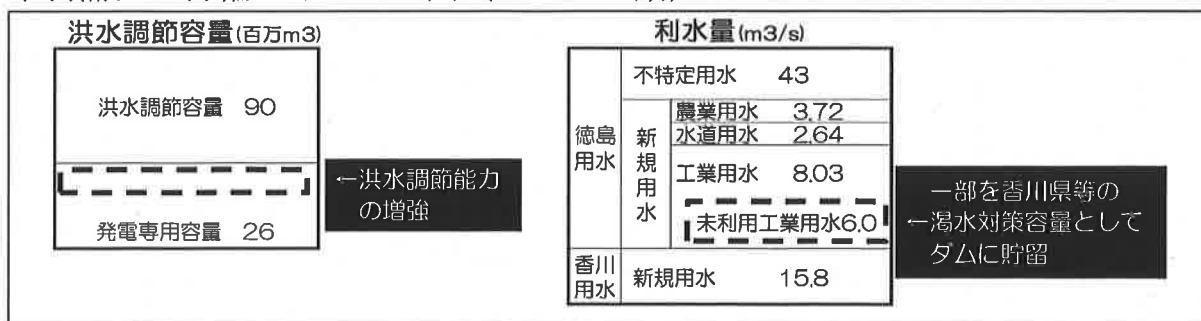 洪水調節容量(百万m3)
洪水調節容量 90
←洪水調節能力
の増強
発電専用容量 26
利水量(m3/s)
徳島
用水
不特定用水 43
新規用水
農業用水 3.72
水道用水 2.64
工業用水 8.03
未利用工業用水6.0
一部を香川県等の
←渇水対策容量として
ダムに貯留
香川
用水
新規用水 15.8